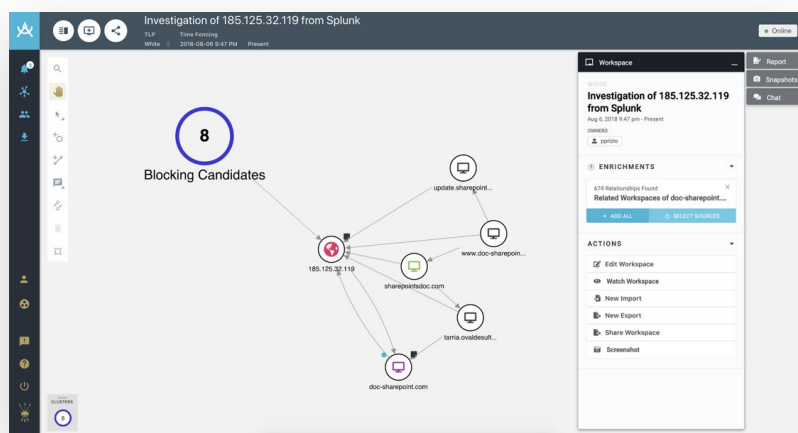 Investigation of 185.125.32.119 from Splunk
TLP
Time Fencing
White
2018-08-06 9:47 PM
Present
Online
8
Blocking Candidates
update.sharepoint...
www.doc-sharepoin...
185.125.32.119
sharepointsdoc.com
tarria.ovaldesult...
doc-sharepoint.com
CLUSTERS
8
Workspace
WHITE
Investigation of 185.125.32.119
from Splunk
Aug 6, 2018 9:47 pm - Present
OWNERS
pprizio
ENRICHMENTS
674 Relationships Found
Related Workspaces of doc-sharepoint....
+ ADD ALL
SELECT SOURCES
ACTIONS
Edit Workspace
Watch Workspace
New Import
New Export
Share Workspace
Screenshot
Report
Snapshots
Chat